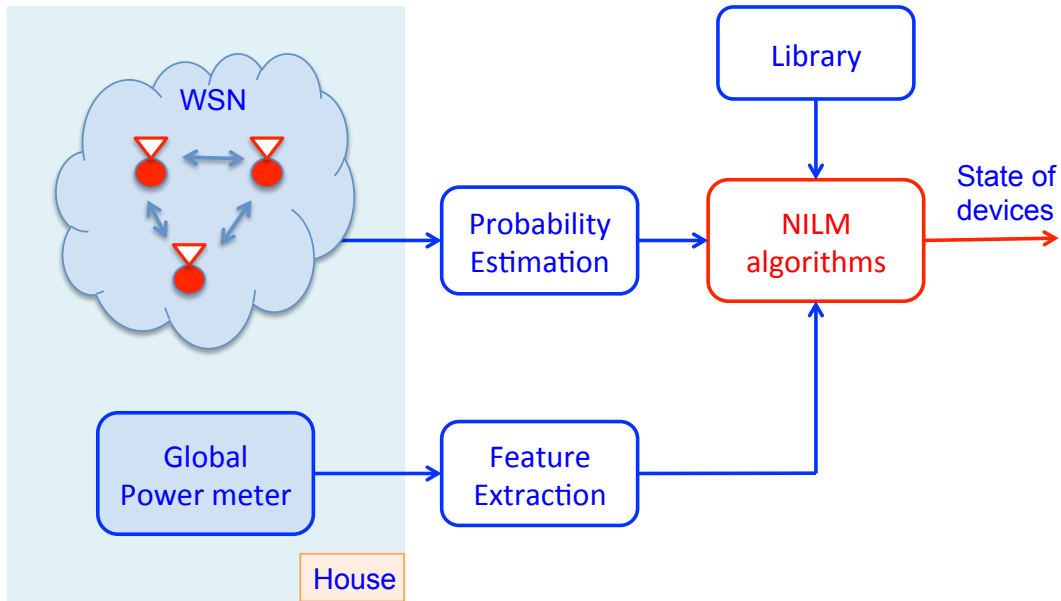 WSN
Library
Probability
Estimation
NILM
algorithms
State of
devices
Global
Power meter
Feature
Extraction
House